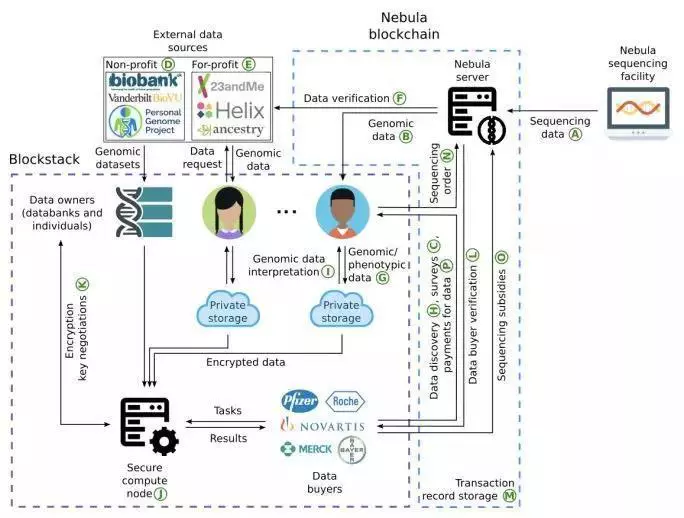 Nebula
blockchain
External data
sources
Non-profit D
For-profit E
biobank
Vanderbilt BioVU
Personal
Genome
Project
23andMe
Helix
ancestry
Data verification F
Genomic
data B
Nebula
server
Nebula
sequencing
facility
Sequencing
data A
Blockstack
Genomic
datasets
Data
request
Genomic
data
Sequencing
order N
Data owners
(databanks and
individuals)
...
Genomic data
interpretation I
Genomic/
phenotypic
data G
Private
storage
Private
storage
Encryption
key negotiations K
Encrypted data
Data discovery H, surveys C,
payments for data P
Data buyer verification L
Sequencing subsidies O
Tasks
Results
Pfizer
Roche
NOVARTIS
MERCK
BAYER
Secure
compute
node J
Data
buyers
Transaction
record storage M